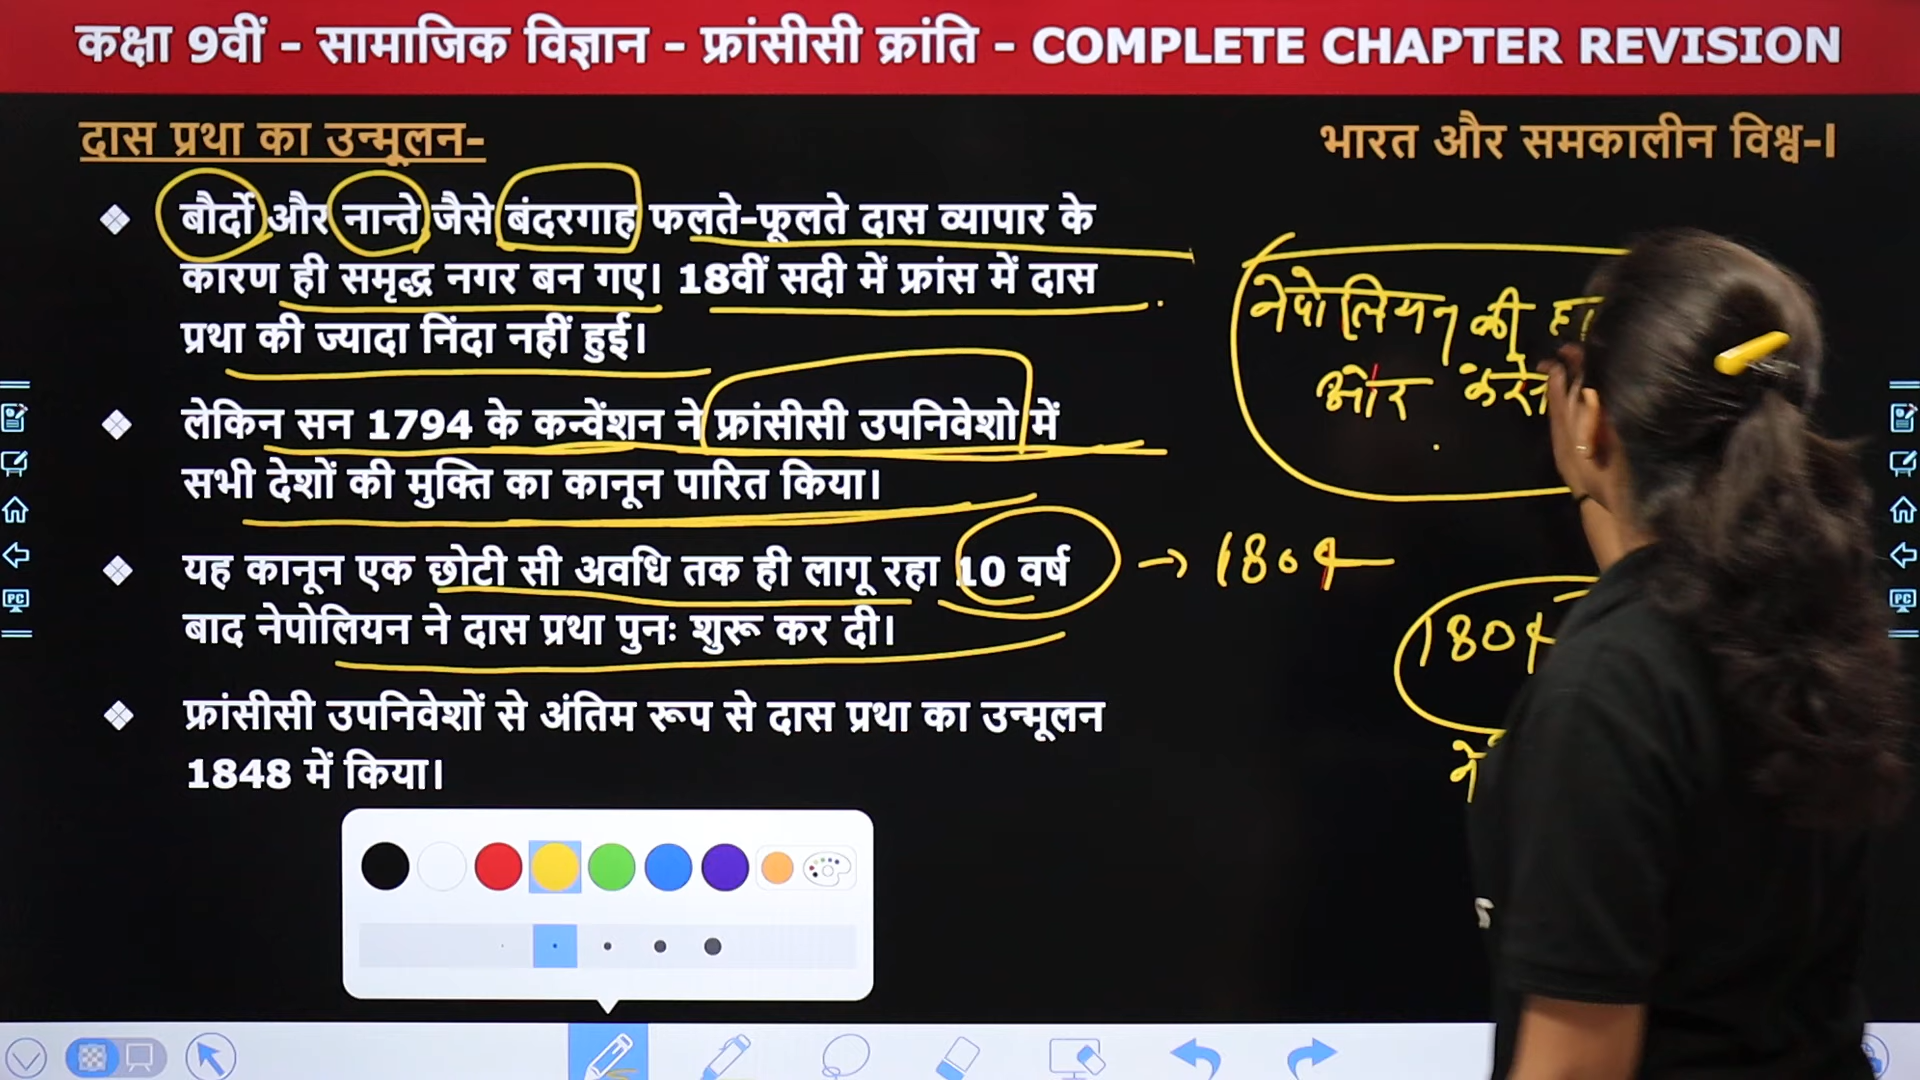 कक्षा 9वीं - सामाजिक विज्ञान - फ्रांसीसी क्रांति - COMPLETE CHAPTER REVISION
दास प्रथा का उन्मूलन-
भारत और समकालीन विश्व-I
❖ बौर्दो और नान्ते जैसे बंदरगाह फलते-फूलते दास व्यापार के
कारण ही समृद्ध नगर बन गए। 18वीं सदी में फ्रांस में दास
प्रथा की ज्यादा निंदा नहीं हुई।
❖ लेकिन सन 1794 के कन्वेंशन ने फ्रांसीसी उपनिवेशो में
सभी देशों की मुक्ति का कानून पारित किया।
❖ यह कानून एक छोटी सी अवधि तक ही लागू रहा 10 वर्ष
बाद नेपोलियन ने दास प्रथा पुनः शुरू कर दी।
❖ फ्रांसीसी उपनिवेशों से अंतिम रूप से दास प्रथा का उन्मूलन
1848 में किया।
नेपोलियन की
और
→ 1804
1804
PC
PC